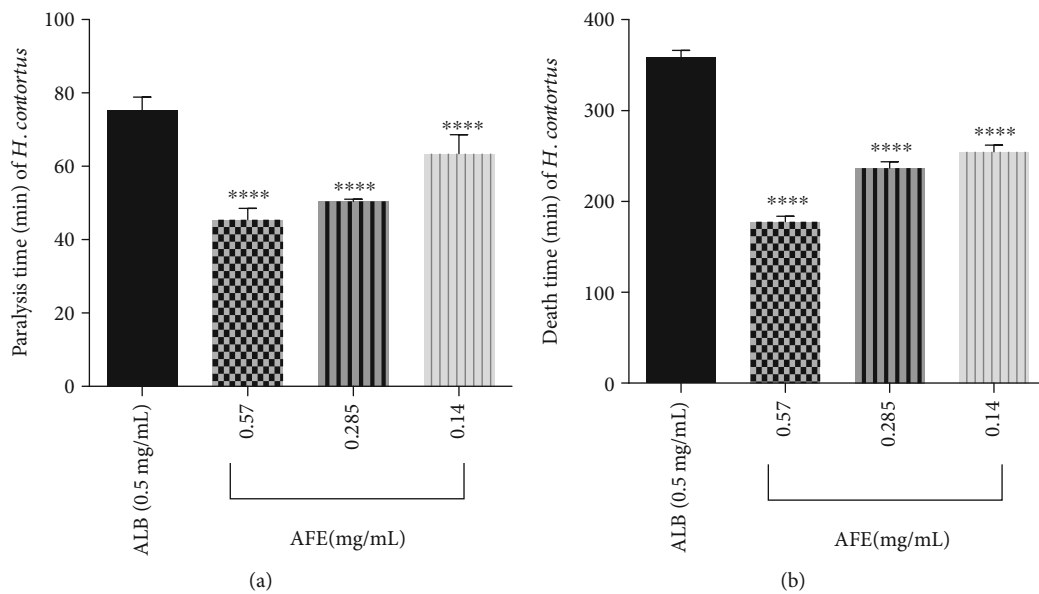 Paralysis time (min) of H. contortus
100
80
60
40
20
0
****
****
****
ALB (0.5 mg/mL)
0.57
0.285
0.14
AFE(mg/mL)
(a)
Death time (min) of H. contortus
400
300
200
100
0
****
****
****
ALB (0.5 mg/mL)
0.57
0.285
0.14
AFE(mg/mL)
(b)